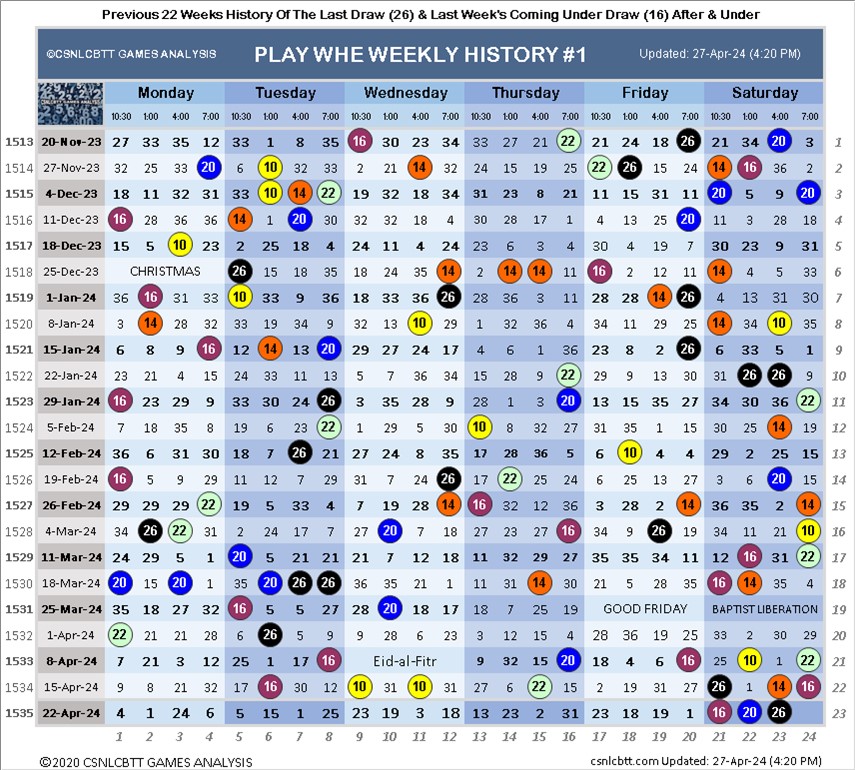 Previous 22 Weeks History Of The Last Draw (26) & Last Week's Coming Under Draw (16) After & Under
©CSNLCBTT GAMES ANALYSIS PLAY WHE WEEKLY HISTORY #1 Updated: 27-Apr-24 (4:20 PM)
CSNLCBTT GAMES ANALYSIS Monday Tuesday Wednesday Thursday Friday Saturday
10:30 1:00 4:00 7:00 10:30 1:00 4:00 7:00 10:30 1:00 4:00 7:00 10:30 1:00 4:00 7:00 10:30 1:00 4:00 7:00 10:30 1:00 4:00 7:00
1513 20-Nov-23 27 33 35 12 33 1 8 35 16 30 23 34 33 27 21 22 21 24 18 26 21 34 20 3 1
1514 27-Nov-23 32 25 33 20 6 10 32 33 2 21 14 32 24 15 19 25 22 26 15 24 14 16 36 2 2
1515 4-Dec-23 18 11 32 31 33 10 14 22 19 32 18 34 31 23 8 21 11 15 31 11 20 5 9 20 3
1516 11-Dec-23 16 28 36 36 14 1 20 30 32 32 18 4 30 28 17 1 4 13 25 20 11 3 28 18 4
1517 18-Dec-23 15 5 10 23 2 25 18 4 24 11 4 24 23 6 3 4 30 4 19 7 30 23 9 31 5
1518 25-Dec-23 CHRISTMAS 26 15 18 35 18 24 35 14 2 14 14 11 16 2 12 11 14 4 5 33 6
1519 1-Jan-24 36 16 31 33 10 33 9 36 18 33 36 26 28 36 3 11 28 28 14 26 4 13 31 30 7
1520 8-Jan-24 3 14 28 32 33 19 34 9 32 33 10 29 1 32 36 4 34 11 29 25 14 34 10 35 8
1521 15-Jan-24 6 8 9 16 12 14 13 20 29 27 24 17 4 6 1 36 23 8 2 26 6 33 5 1 9
1522 22-Jan-24 23 21 4 15 24 33 11 13 5 7 36 34 15 28 9 22 29 9 13 30 31 26 26 9 10
1523 29-Jan-24 16 23 29 9 33 30 24 26 3 35 28 9 28 1 3 20 13 15 35 27 34 30 36 22 11
1524 5-Feb-24 7 18 35 8 19 6 23 22 1 29 5 30 10 8 32 27 31 35 1 15 30 25 14 34 12
1525 12-Feb-24 36 6 31 30 18 7 26 21 27 24 8 35 17 28 36 5 6 10 4 4 29 2 25 15 13
1526 19-Feb-24 16 5 9 29 11 12 7 29 31 7 24 26 17 22 24 25 6 25 13 27 3 6 20 15 14
1527 26-Feb-24 29 29 29 22 19 5 33 4 7 19 28 14 16 32 12 36 3 28 2 20 36 35 2 14 15
1528 4-Mar-24 34 26 22 31 2 24 17 7 27 20 7 18 27 23 27 16 34 9 26 19 34 11 21 10 16
1529 11-Mar-24 24 29 5 1 20 5 21 21 21 7 12 18 11 32 29 27 35 35 34 11 12 16 31 22 17
1530 18-Mar-24 20 15 20 1 35 20 26 26 36 35 21 1 11 31 14 30 21 5 28 35 16 14 35 4 18
1531 25-Mar-24 35 18 27 32 16 5 5 27 28 20 18 17 18 7 25 19 GOOD FRIDAY BAPTIST LIBERATION 19
1532 1-Apr-24 22 21 21 28 6 26 5 9 9 28 6 23 3 12 15 4 28 36 19 25 33 2 30 29 20
1533 8-Apr-24 7 21 3 12 25 1 17 16 Eid-al-Fitr 9 32 15 20 18 4 6 16 25 10 1 22 21
1534 15-Apr-24 9 8 21 32 17 16 30 12 10 31 10 31 27 6 22 15 2 19 31 27 26 1 14 16 22
1535 22-Apr-24 4 1 24 6 5 15 1 25 23 19 3 18 13 23 2 31 23 18 19 1 16 20 26 23
1 2 3 4 5 6 7 8 9 10 11 12 13 14 15 16 17 18 19 20 21 22 23 24
©2020 CSNLCBTT GAMES ANALYSIS csnlcbtt.com Updated: 27-Apr-24 (4:20 PM)